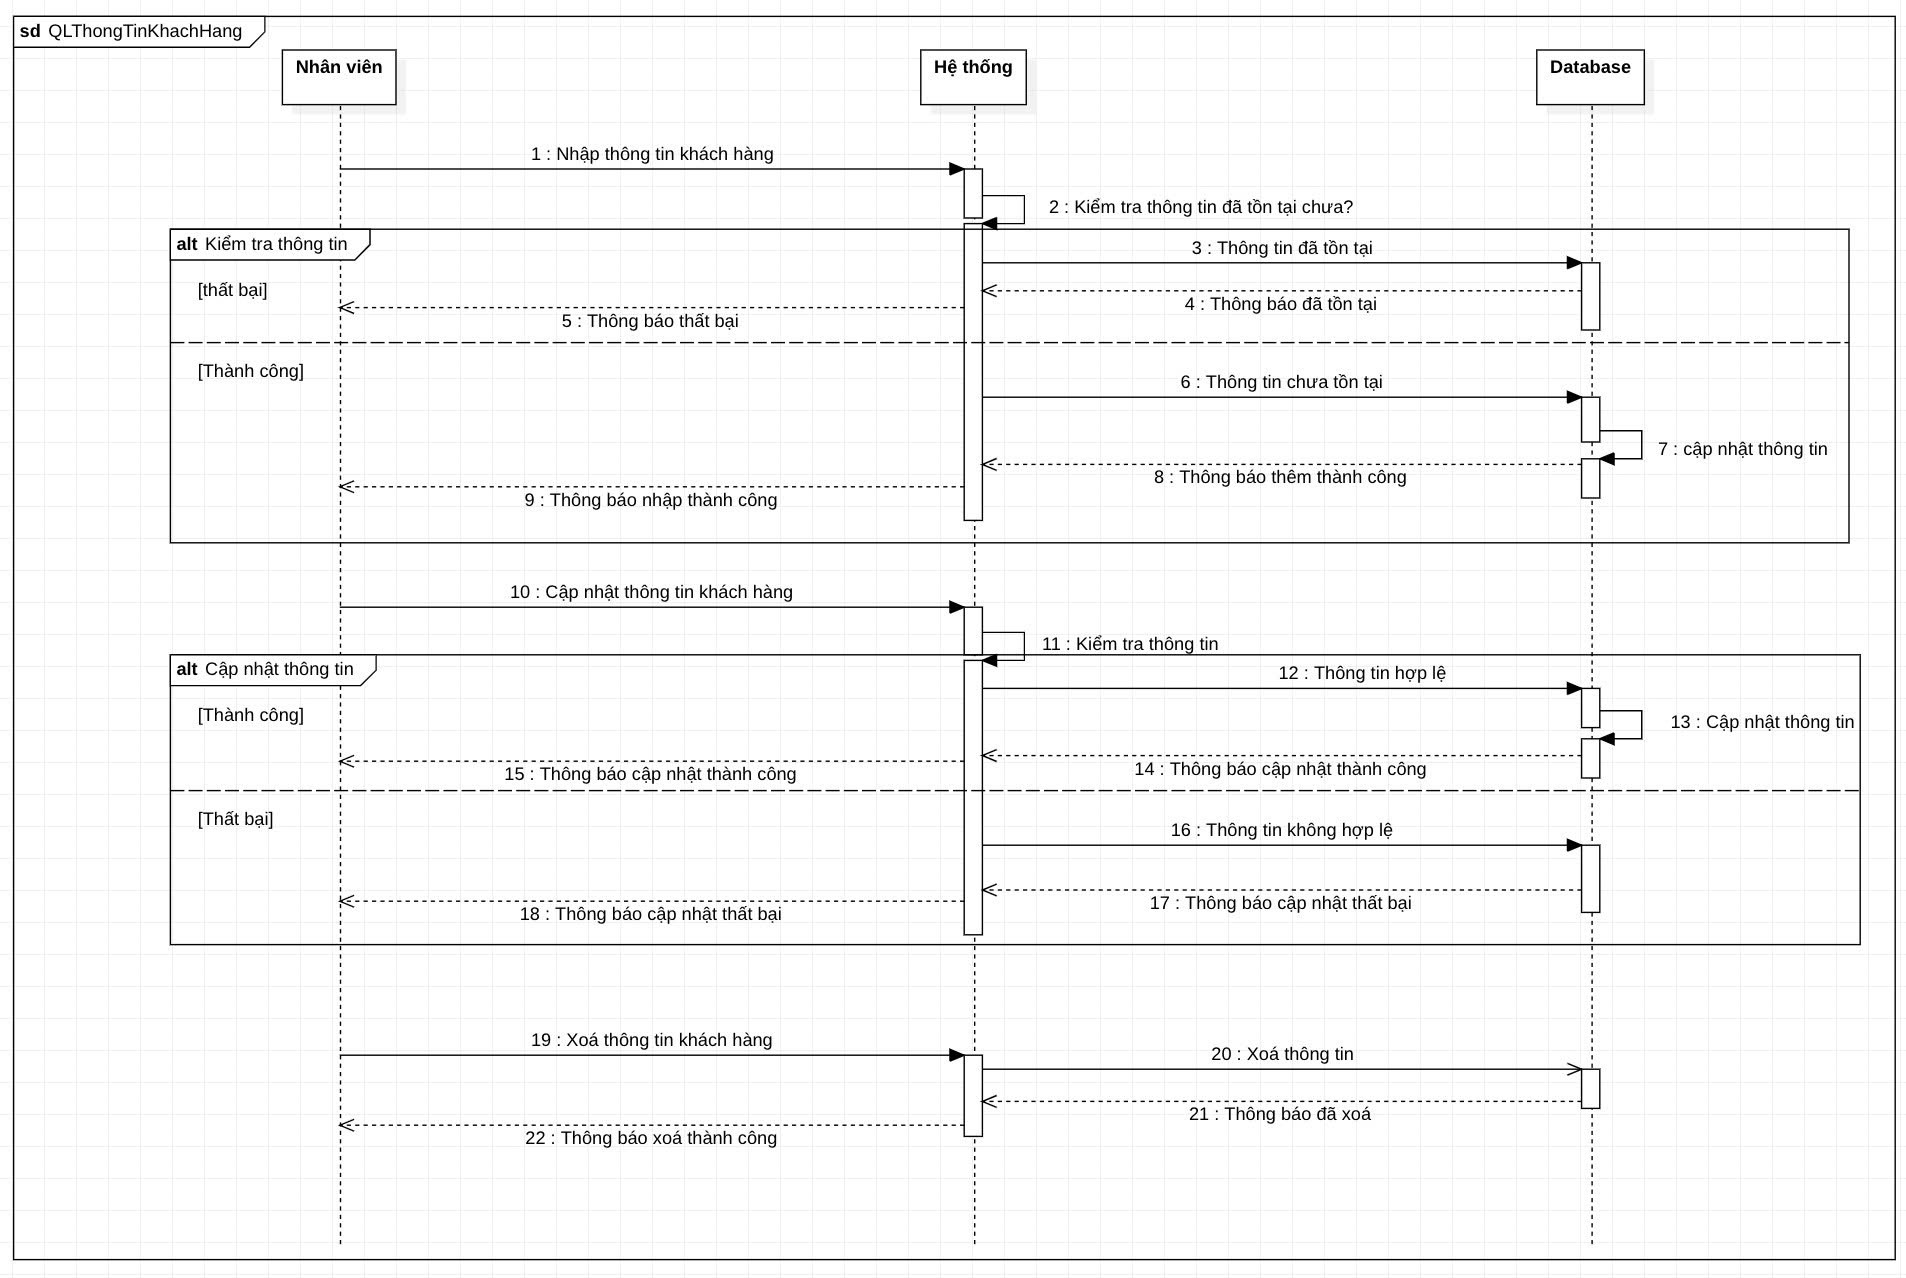 sd QLThongTinKhachHang
Nhân viên
Hệ thống
Database
1 : Nhập thông tin khách hàng
2 : Kiểm tra thông tin đã tồn tại chưa?
alt Kiểm tra thông tin
3 : Thông tin đã tồn tại
[thất bại]
4 : Thông báo đã tồn tại
5 : Thông báo thất bại
[Thành công]
6 : Thông tin chưa tồn tại
7 : cập nhật thông tin
8 : Thông báo thêm thành công
9 : Thông báo nhập thành công
10 : Cập nhật thông tin khách hàng
11 : Kiểm tra thông tin
alt Cập nhật thông tin
12 : Thông tin hợp lệ
[Thành công]
13 : Cập nhật thông tin
14 : Thông báo cập nhật thành công
15 : Thông báo cập nhật thành công
[Thất bại]
16 : Thông tin không hợp lệ
17 : Thông báo cập nhật thất bại
18 : Thông báo cập nhật thất bại
19 : Xoá thông tin khách hàng
20 : Xoá thông tin
21 : Thông báo đã xoá
22 : Thông báo xoá thành công